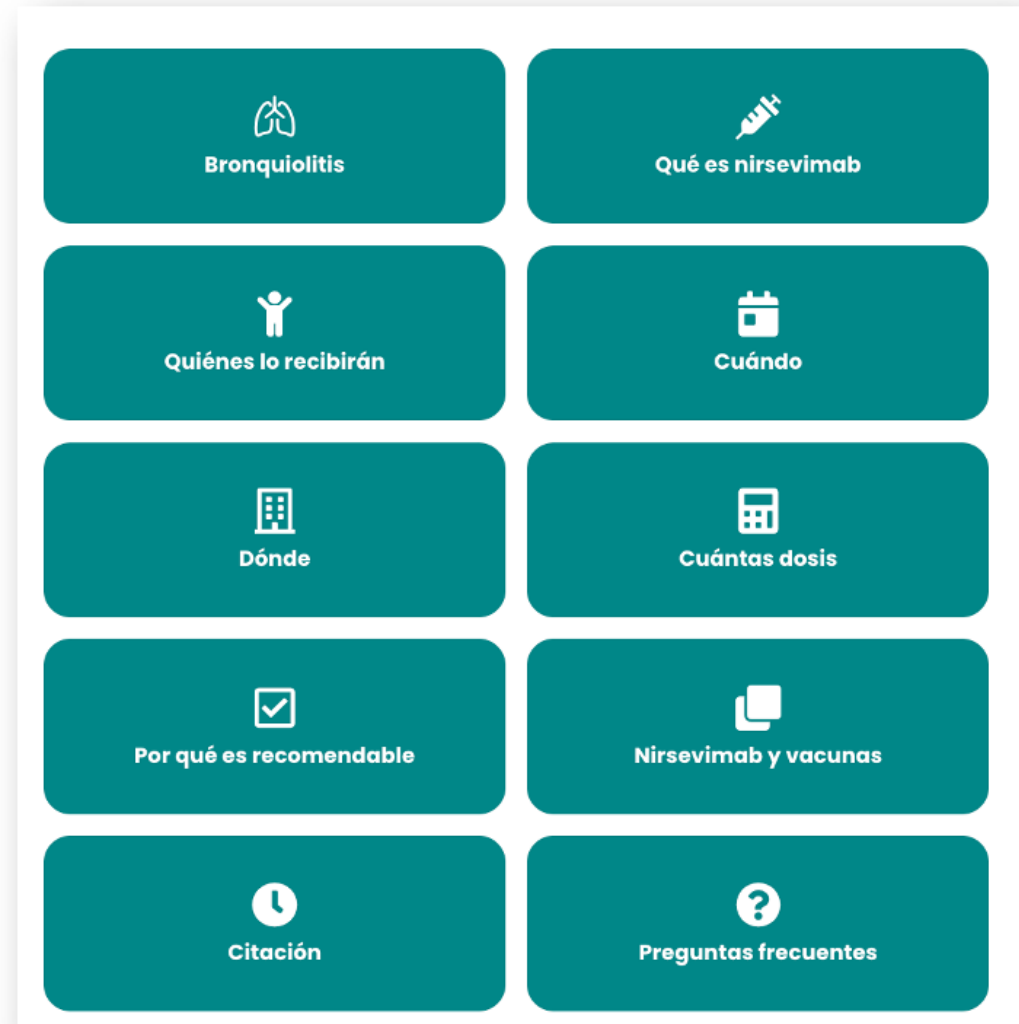 Bronquiolitis
Qué es nirsevimab
Quiénes lo recibirán
Cuándo
Dónde
Cuántas dosis
Por qué es recomendable
Nirsevimab y vacunas
Citación
Preguntas frecuentes